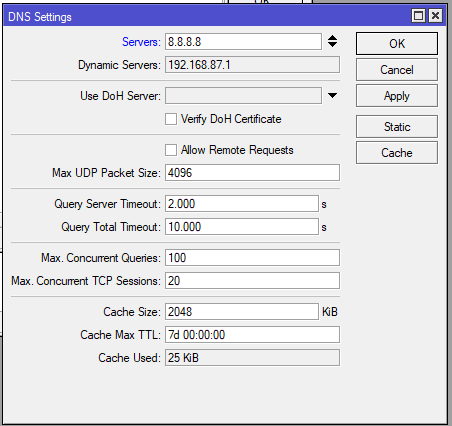 DNS Settings
Servers: 8.8.8.8 OK
Dynamic Servers: 192.168.87.1 Cancel
Use DoH Server: Apply
Verify DoH Certificate Static
Allow Remote Requests Cache
Max UDP Packet Size: 4096
Query Server Timeout: 2.000 s
Query Total Timeout: 10.000 s
Max. Concurrent Queries: 100
Max. Concurrent TCP Sessions: 20
Cache Size: 2048 KiB
Cache Max TTL: 7d 00:00:00
Cache Used: 25 KiB